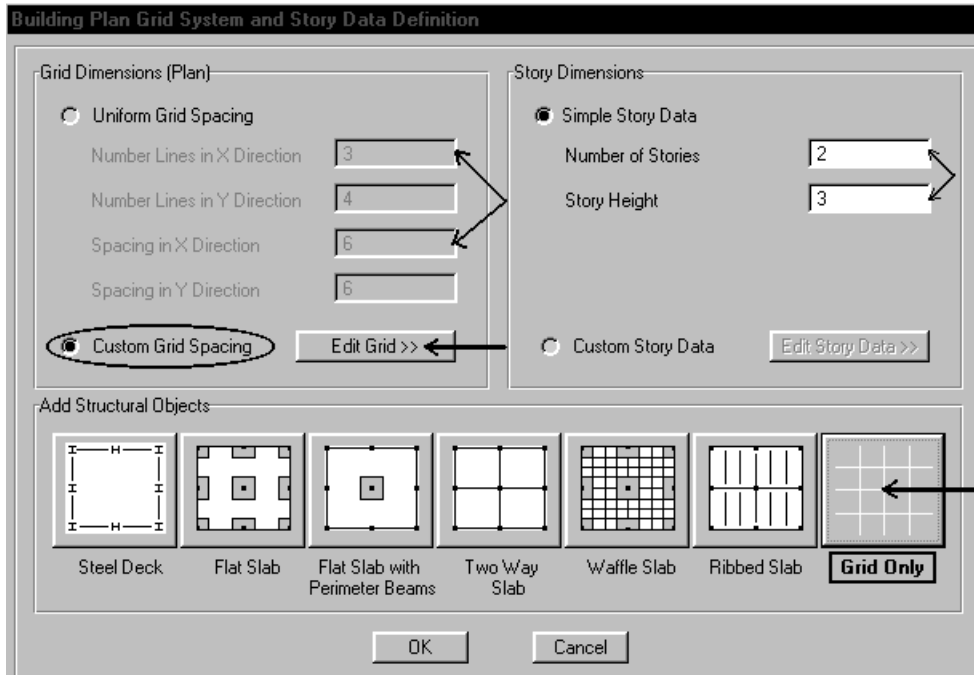 Building Plan Grid System and Story Data Definition
Grid Dimensions (Plan)
Uniform Grid Spacing
Number Lines in X Direction 3
Number Lines in Y Direction 4
Spacing in X Direction 6
Spacing in Y Direction 6
Custom Grid Spacing Edit Grid >>
Story Dimensions
Simple Story Data
Number of Stories 2
Story Height 3
Custom Story Data Edit Story Data >>
Add Structural Objects
Steel Deck
Flat Slab
Flat Slab with
Perimeter Beams
Two Way
Slab
Waffle Slab
Ribbed Slab
Grid Only
OK Cancel